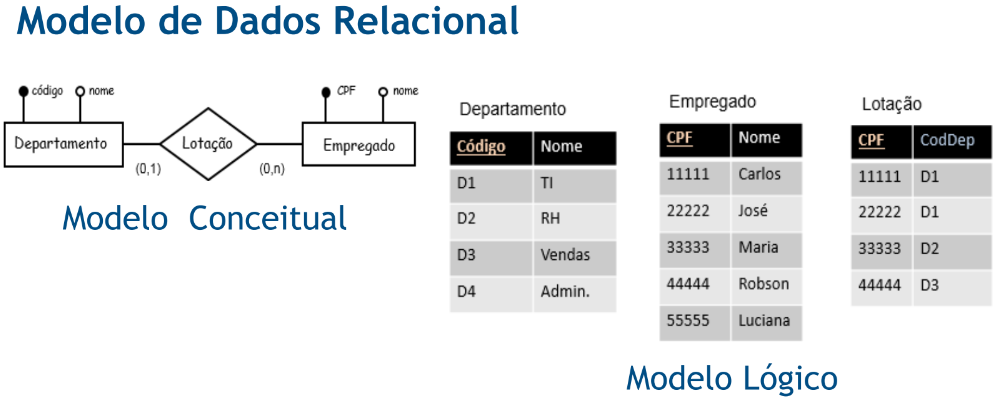 Modelo de Dados Relacional
código nome
Departamento
(0,1)
Lotação
(0,n)
CPF nome
Empregado
Modelo Conceitual
Departamento
Código Nome
D1 TI
D2 RH
D3 Vendas
D4 Admin.
Empregado
CPF Nome
11111 Carlos
22222 José
33333 Maria
44444 Robson
55555 Luciana
Lotação
CPF CodDep
11111 D1
22222 D1
33333 D2
44444 D3
Modelo Lógico